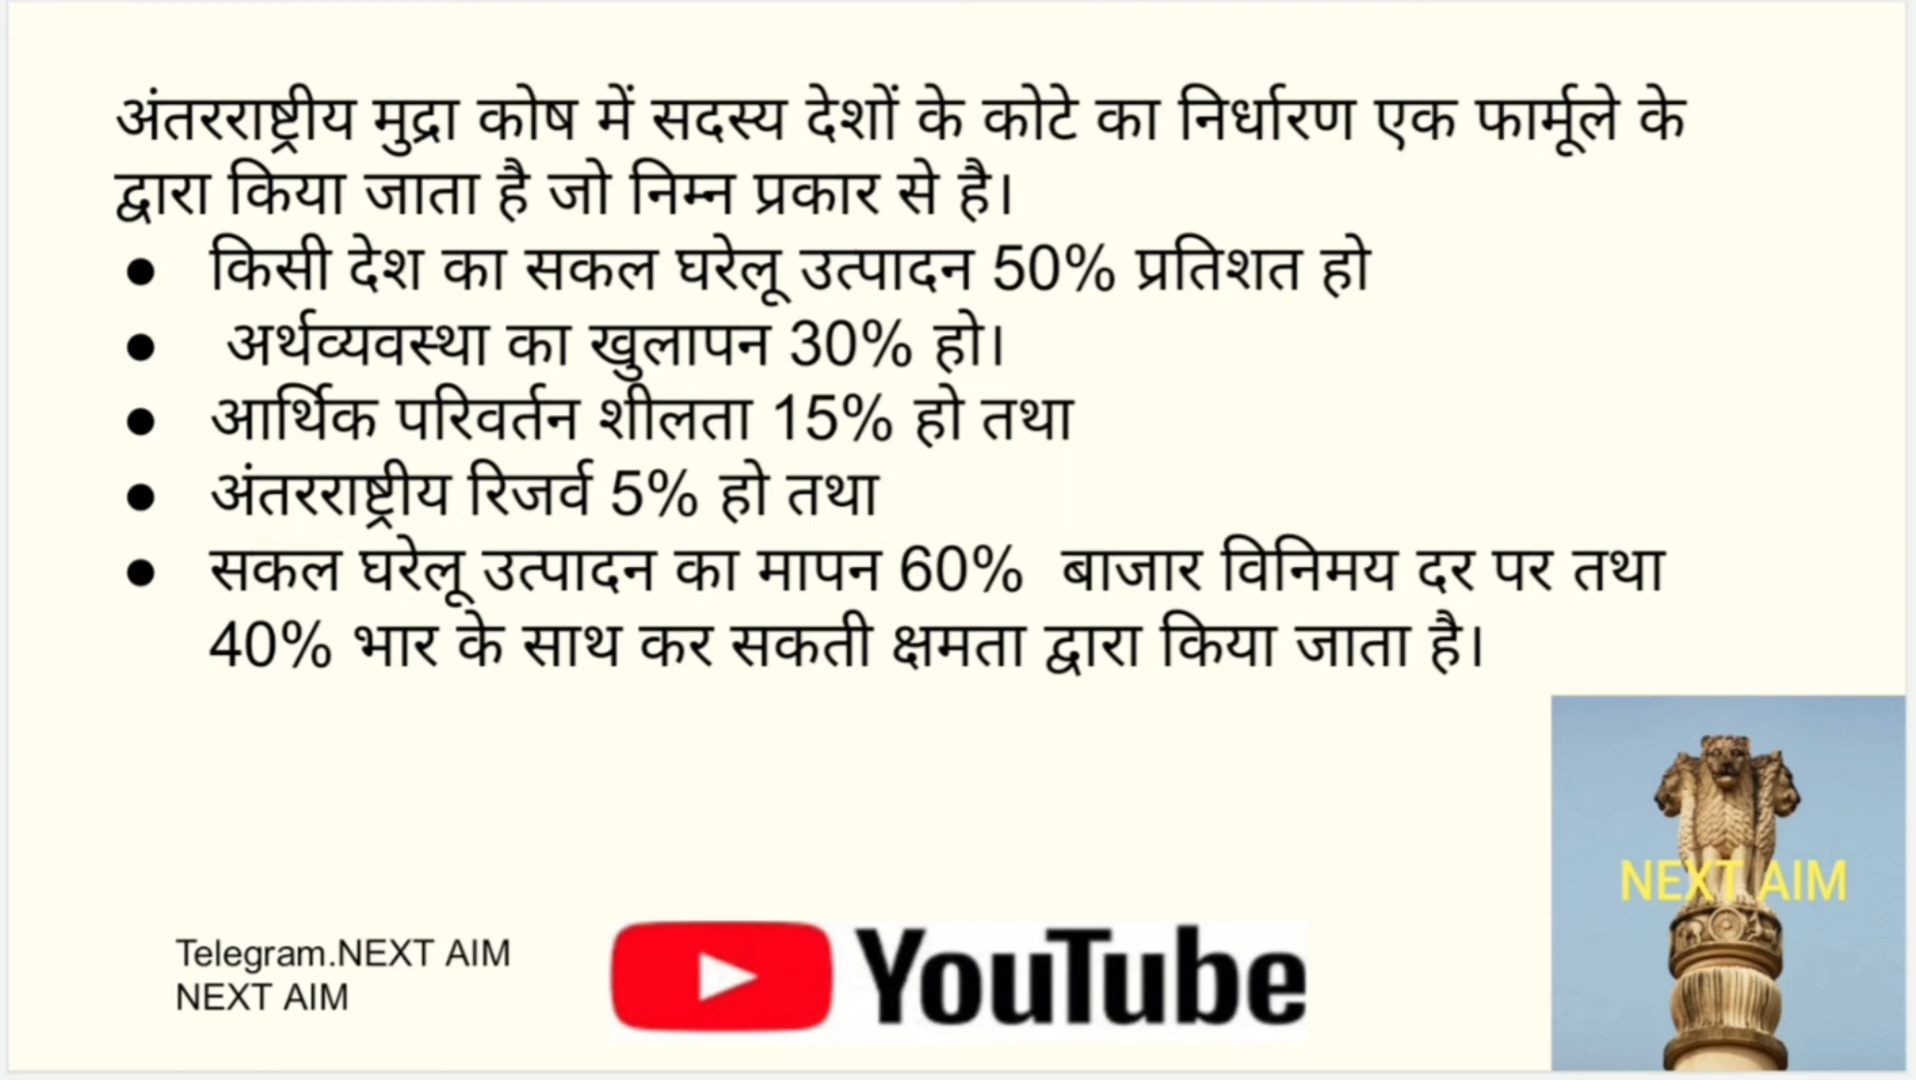 अंतरराष्ट्रीय मुद्रा कोष में सदस्य देशों के कोटे का निर्धारण एक फार्मूले के
द्वारा किया जाता है जो निम्न प्रकार से है।
● किसी देश का सकल घरेलू उत्पादन 50% प्रतिशत हो
● अर्थव्यवस्था का खुलापन 30% हो।
● आर्थिक परिवर्तन शीलता 15% हो तथा
● अंतरराष्ट्रीय रिजर्व 5% हो तथा
● सकल घरेलू उत्पादन का मापन 60% बाजार विनिमय दर पर तथा
40% भार के साथ कर सकती क्षमता द्वारा किया जाता है।
NEXT AIM
Telegram.NEXT AIM
NEXT AIM
YouTube